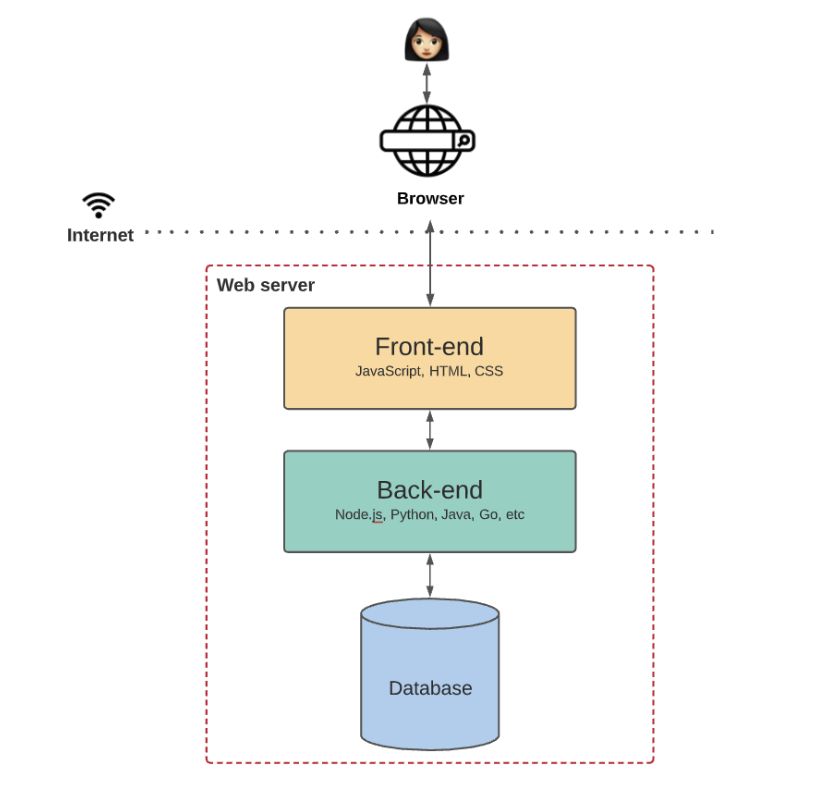 Browser
Internet
Web server
Front-end
JavaScript, HTML, CSS
Back-end
Node.js, Python, Java, Go, etc
Database